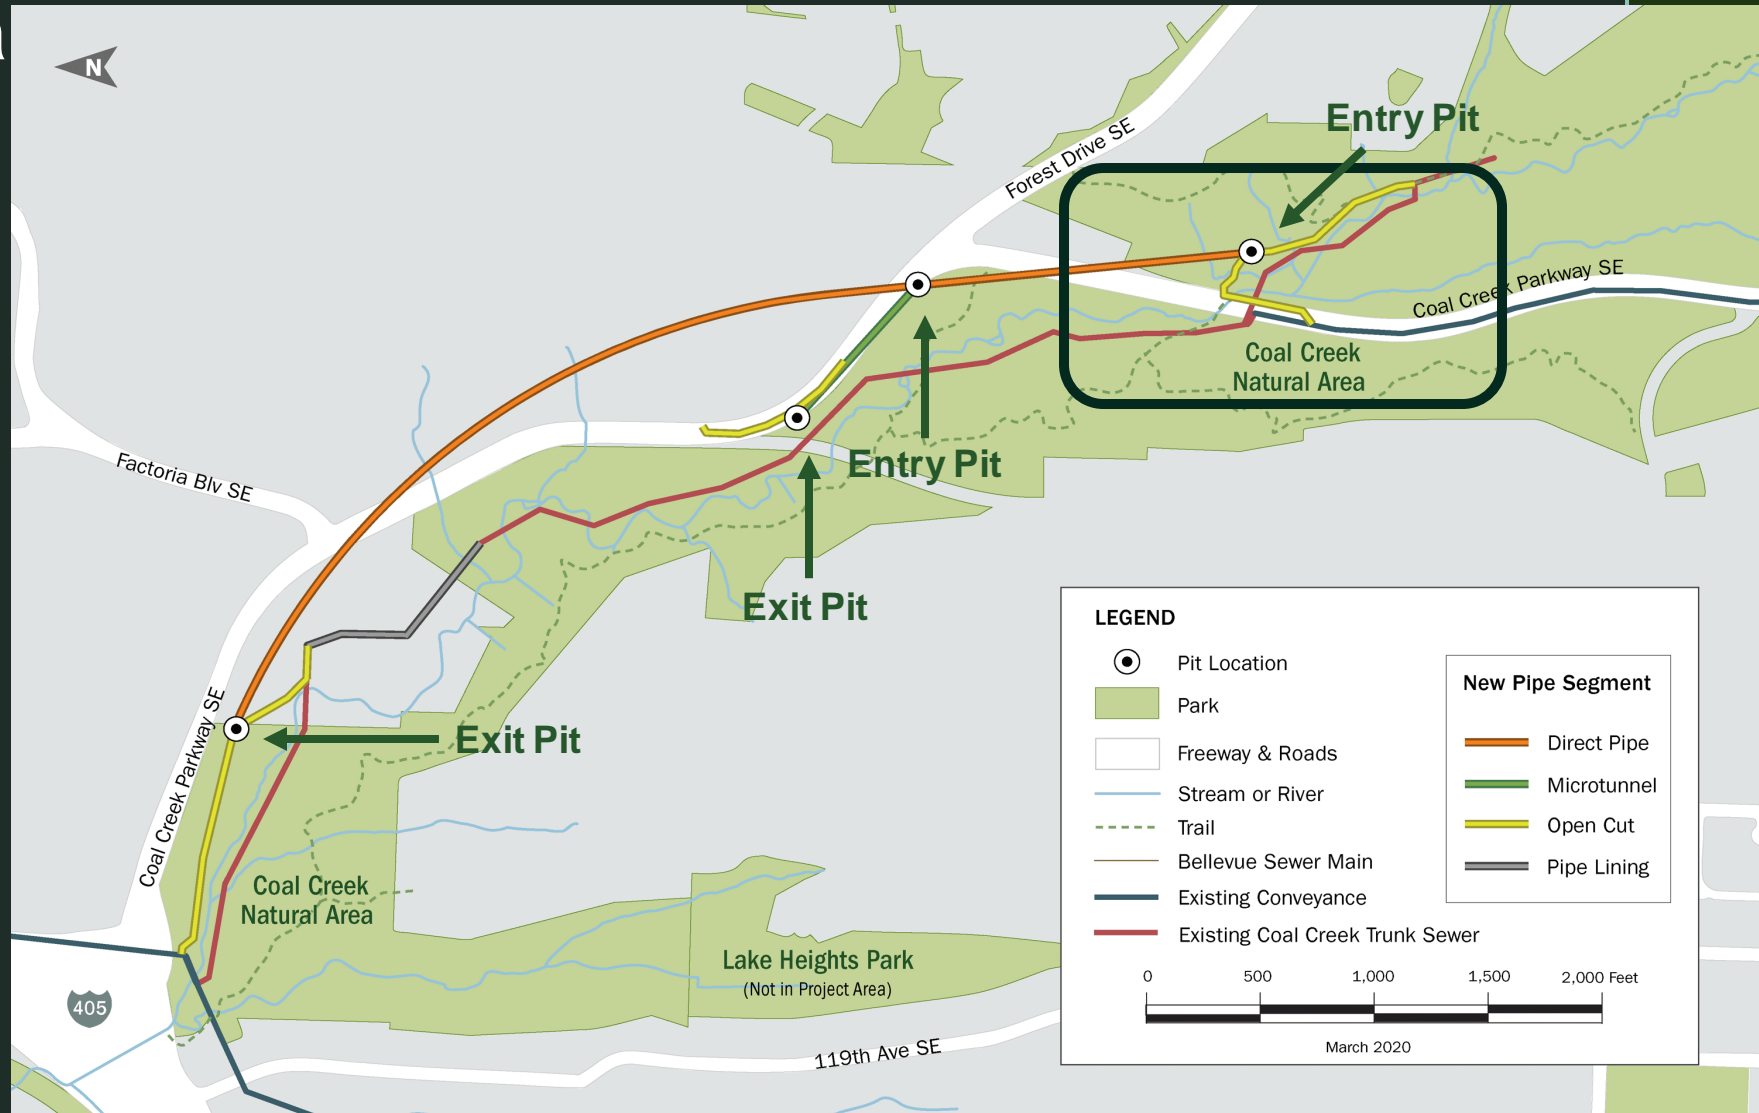 N
Entry Pit
Forest Drive SE
Coal Creek Parkway SE
Coal Creek
Natural Area
Factoria Blv SE
Entry Pit
Exit Pit
Exit Pit
Coal Creek Parkway SE
Coal Creek
Natural Area
Lake Heights Park
(Not in Project Area)
405
119th Ave SE
LEGEND
Pit Location
Park
Freeway & Roads
Stream or River
Trail
Bellevue Sewer Main
Existing Conveyance
Existing Coal Creek Trunk Sewer
New Pipe Segment
Direct Pipe
Microtunnel
Open Cut
Pipe Lining
0 500 1,000 1,500 2,000 Feet
March 2020